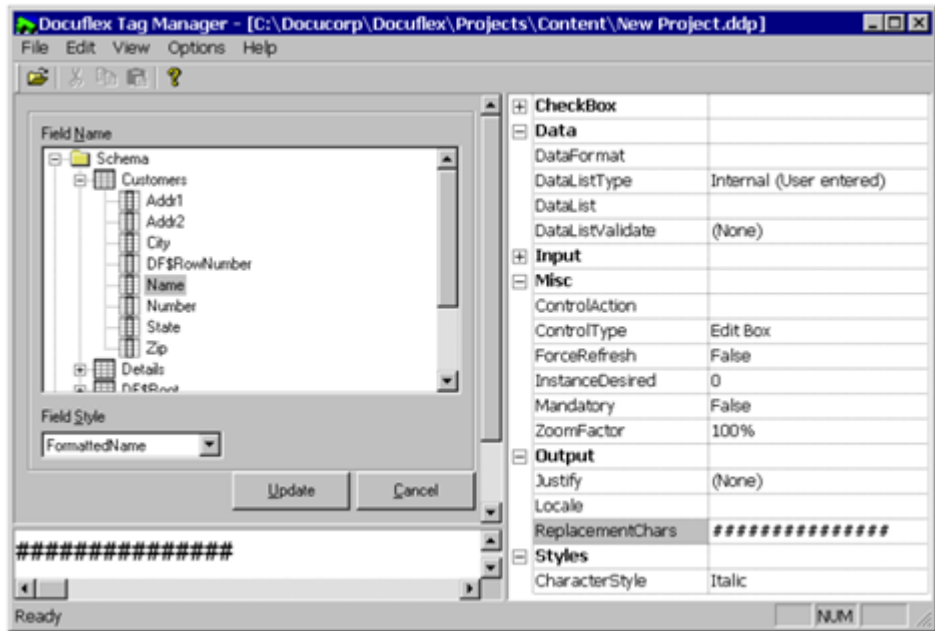 Docuflex Tag Manager - [C:\Docucorp\Docuflex\Projects\Content\New Project.ddp]
File Edit View Options Help
Field Name
Schema
Customers
Addr1
Addr2
City
DF$RowNumber
Name
Number
State
Zip
Details
DF$Root
Field Style
FormattedName
Update Cancel
###############
Ready
CheckBox
Data
DataFormat
DataListType Internal (User entered)
DataList
DataListValidate (None)
Input
Misc
ControlAction
ControlType Edit Box
ForceRefresh False
InstanceDesired 0
Mandatory False
ZoomFactor 100%
Output
Justify (None)
Locale
ReplacementChars ###############
Styles
CharacterStyle Italic
NUM